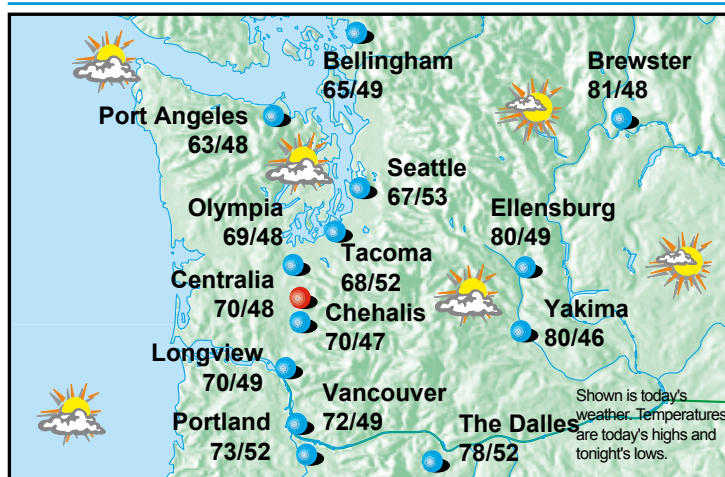 Bellingham
65/49
Brewster
81/48
Port Angeles
63/48
Seattle
67/53
Olympia
69/48
Ellensburg
80/49
Tacoma
68/52
Centralia
70/48
Chehalis
70/47
Yakima
80/46
Longview
70/49
Vancouver
72/49
Portland
73/52
The Dalles
78/52
Shown is today's
weather. Temperatures
are today's highs and
tonight's lows.